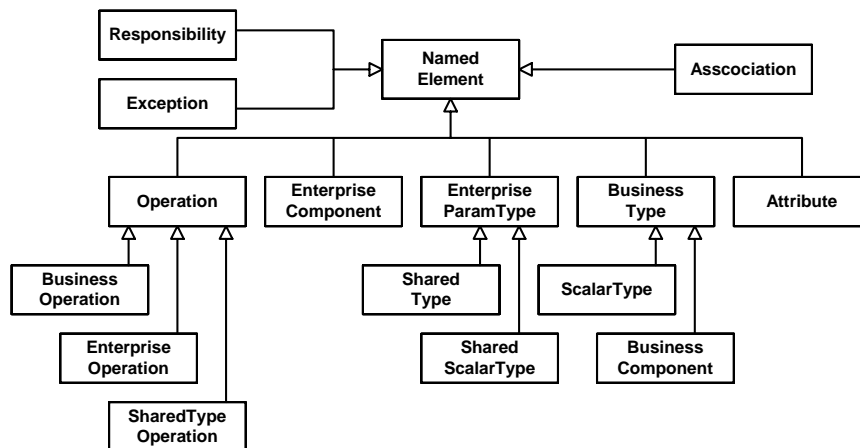 Responsibility
Named
Element
Asscociation
Exception
Operation
Enterprise
Component
Enterprise
ParamType
Business
Type
Attribute
Business
Operation
Shared
Type
ScalarType
Enterprise
Operation
Shared
ScalarType
Business
Component
SharedType
Operation